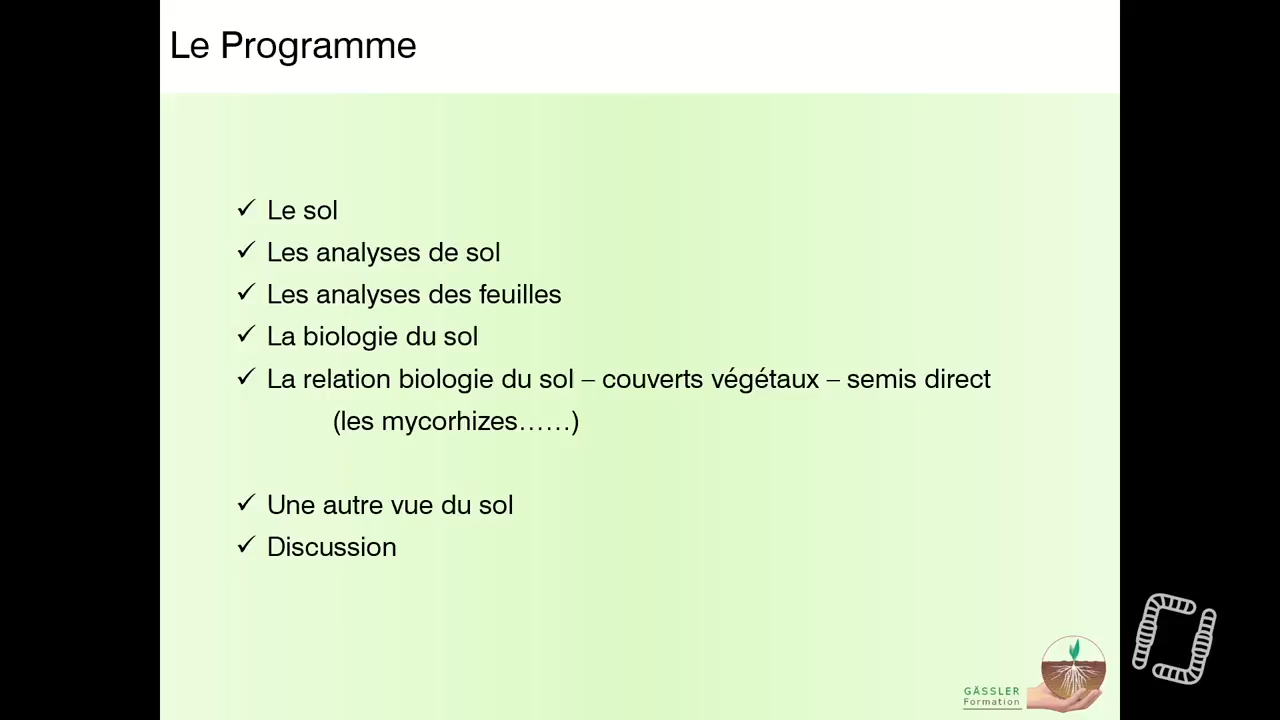 Le Programme
✓ Le sol
✓ Les analyses de sol
✓ Les analyses des feuilles
✓ La biologie du sol
✓ La relation biologie du sol – couverts végétaux – semis direct
(les mycorhizes……)
✓ Une autre vue du sol
✓ Discussion
GÄSSLER
Formation